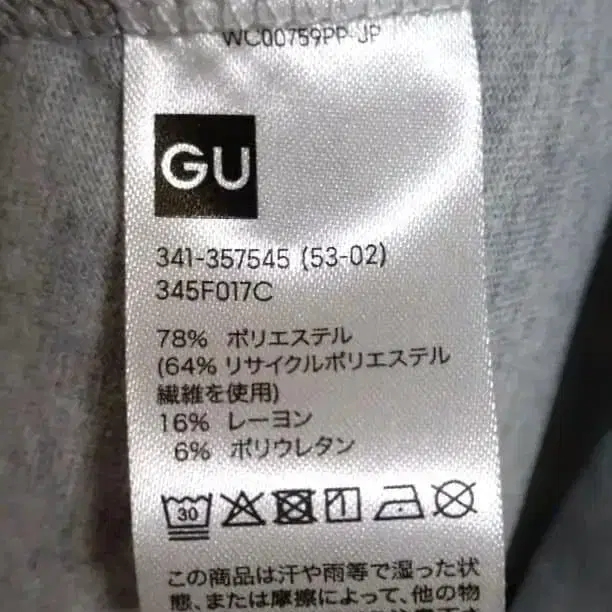 WC00759PP-JP
GU
341-357545 (53-02)
345F017C
78% ポリエステル
(64% リサイクルポリエステル
繊維を使用)
16% レーヨン
6% ポリウレタン
30
この商品は汗や雨等で湿った状
態、または摩擦によって、他の物